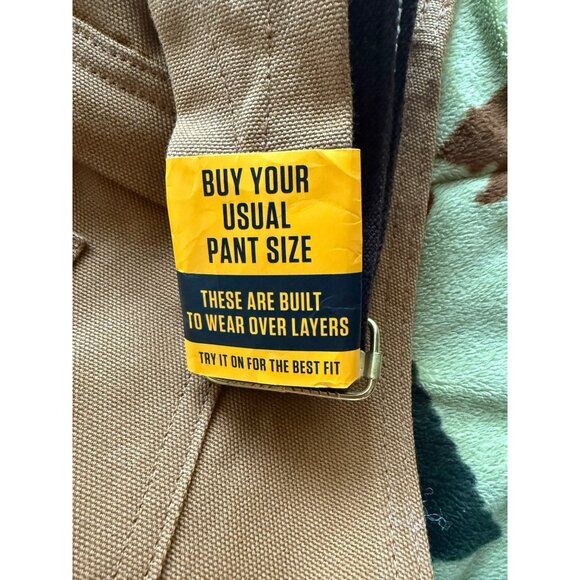 BUY YOUR
USUAL
PANT SIZE
THESE ARE BUILT
TO WEAR OVER LAYERS
TRY IT ON FOR THE BEST FIT